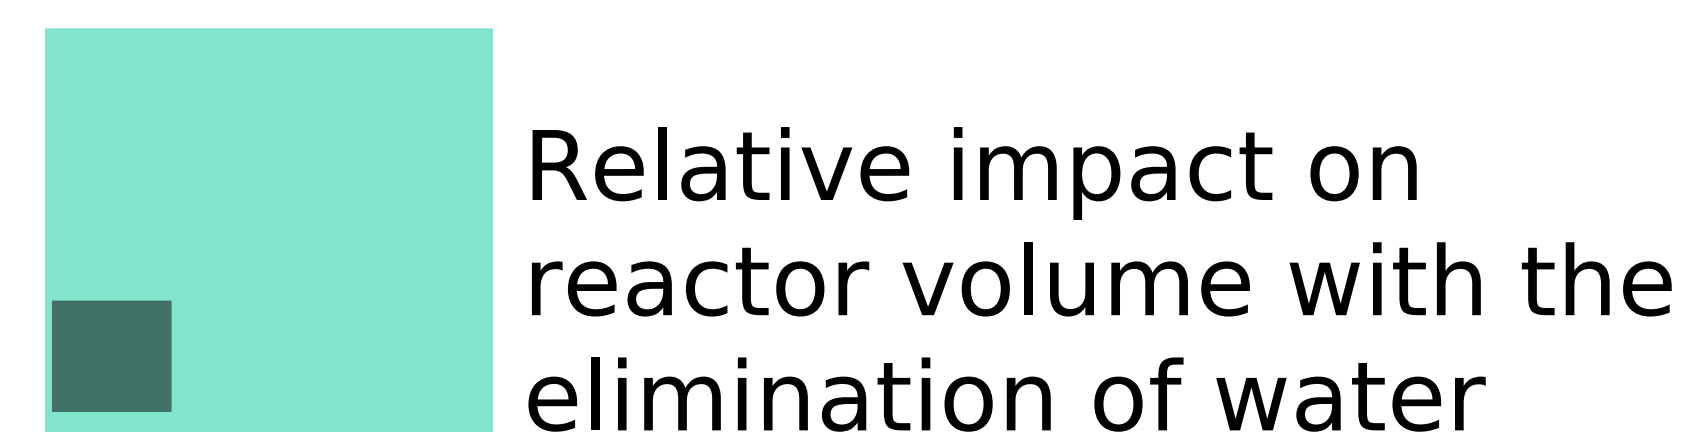 Relative impact on
reactor volume with the
elimination of water